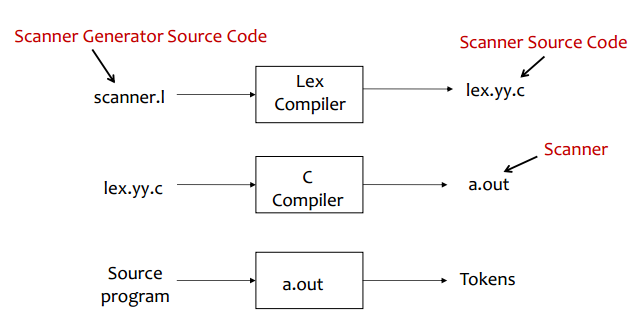 Scanner Generator Source Code
Scanner Source Code
scanner.l
Lex
Compiler
lex.yy.c
Scanner
lex.yy.c
C
Compiler
a.out
Source
program
a.out
Tokens